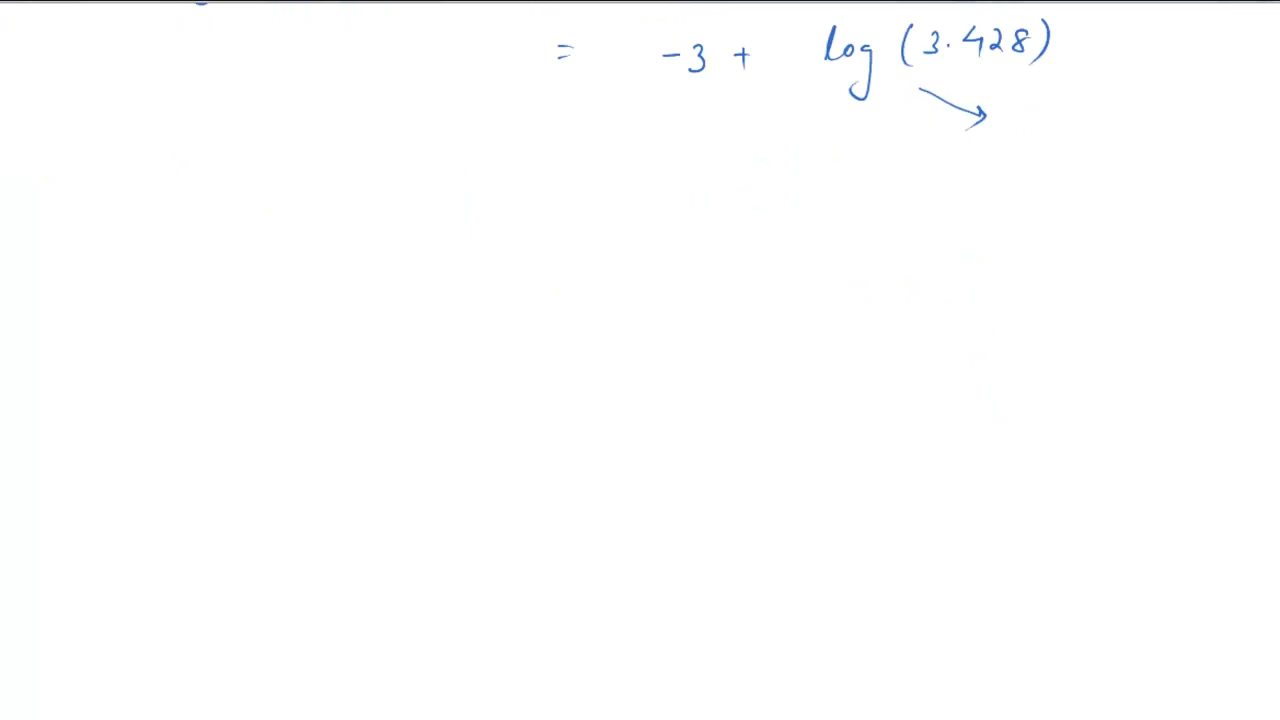 = -3 + log (3.428)